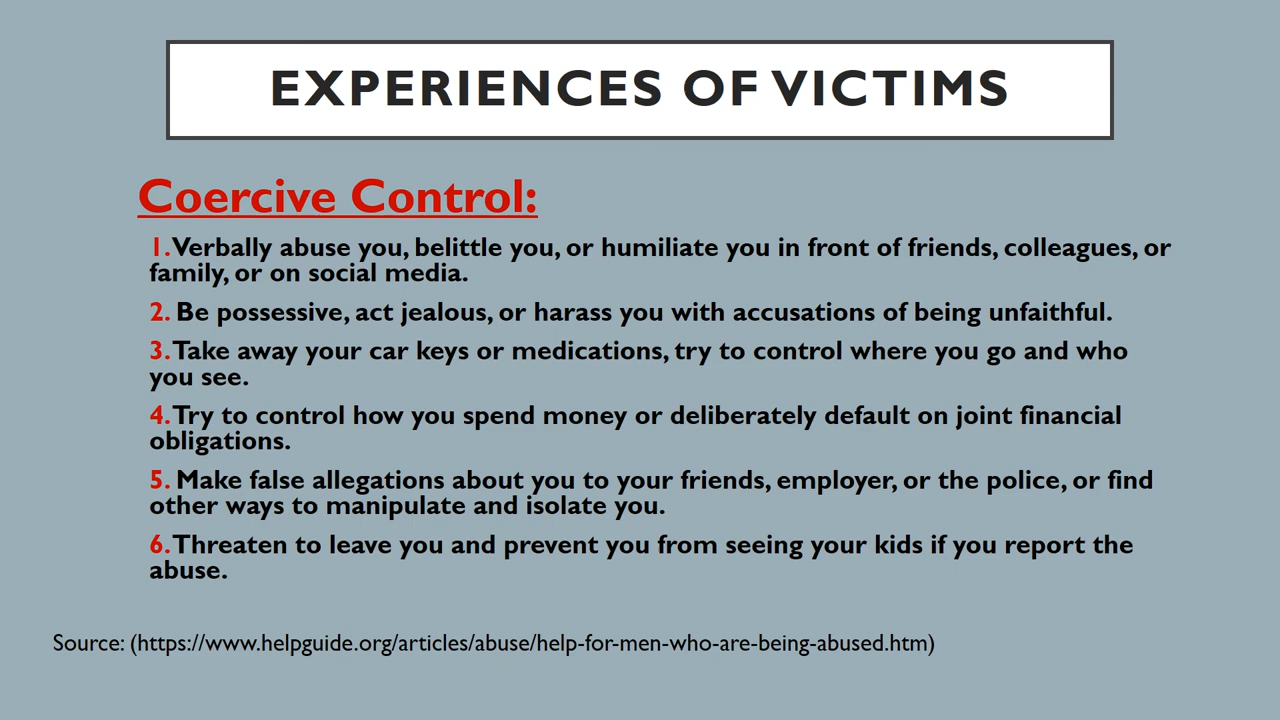 EXPERIENCES OF VICTIMS
Coercive Control:
1.Verbally abuse you, belittle you, or humiliate you in front of friends, colleagues, or
family, or on social media.
2. Be possessive, act jealous, or harass you with accusations of being unfaithful.
3.Take away your car keys or medications, try to control where you go and who
you see.
4.Try to control how you spend money or deliberately default on joint financial
obligations.
5. Make false allegations about you to your friends, employer, or the police, or find
other ways to manipulate and isolate you.
6.Threaten to leave you and prevent you from seeing your kids if you report the
abuse.
Source: (https://www.helpguide.org/articles/abuse/help-for-men-who-are-being-abused.htm)